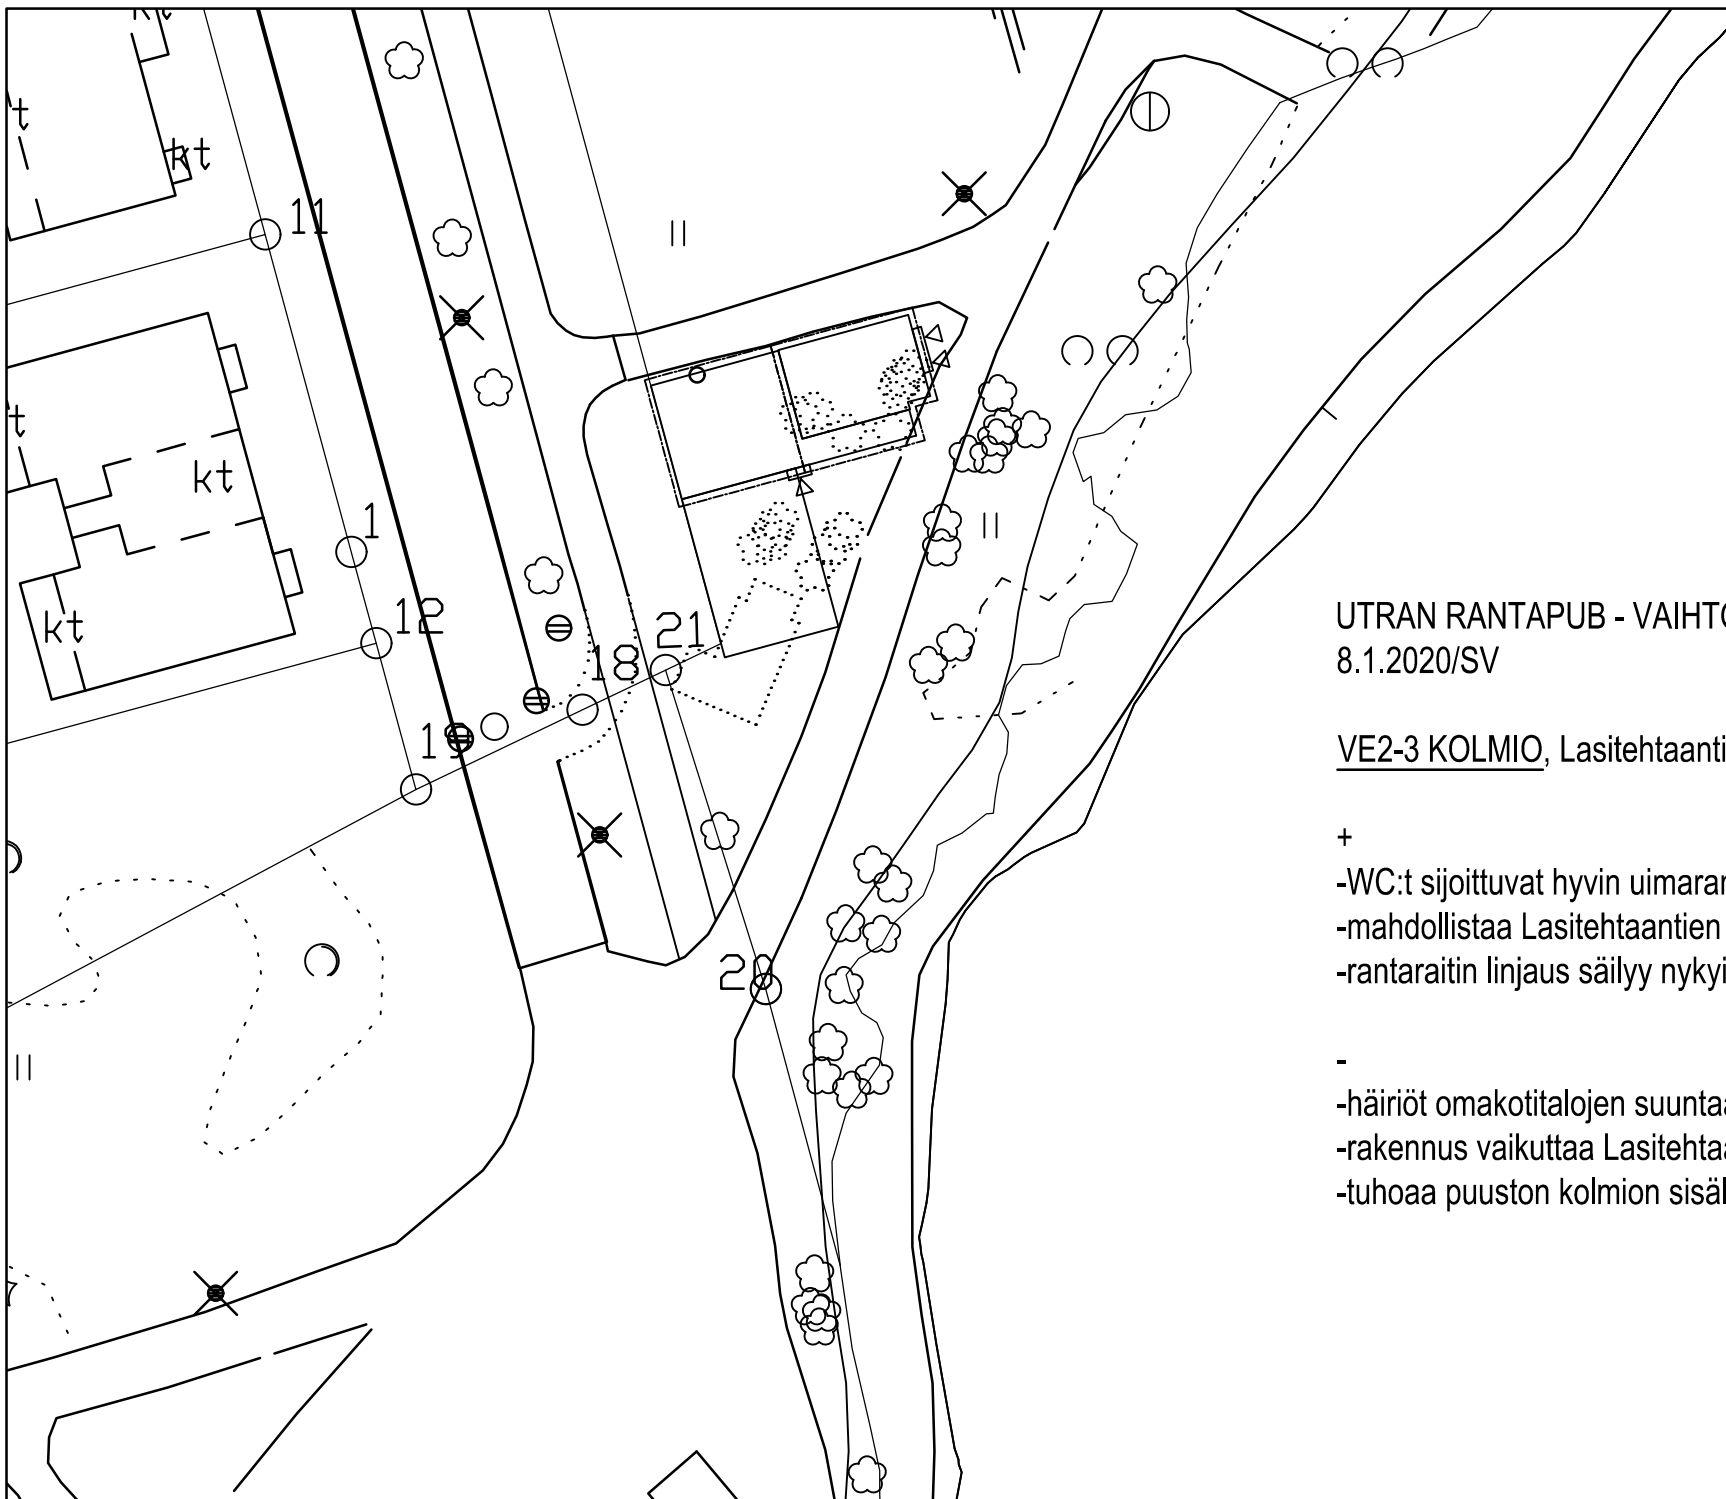 kt
t
kt
11
t
kt
1
kt
12
21
18
19
20
UTRAN RANTAPUB - VAIHTO
8.1.2020/SV
VE2-3 KOLMIO, Lasitehtaanti
+
-WC:t sijoittuvat hyvin uimaran
-mahdollistaa Lasitehtaantien
-rantaraitin linjaus säilyy nykyi
-
-häiriöt omakotitalojen suuntaa
-rakennus vaikuttaa Lasitehtaa
-tuhoaa puuston kolmion sisäl